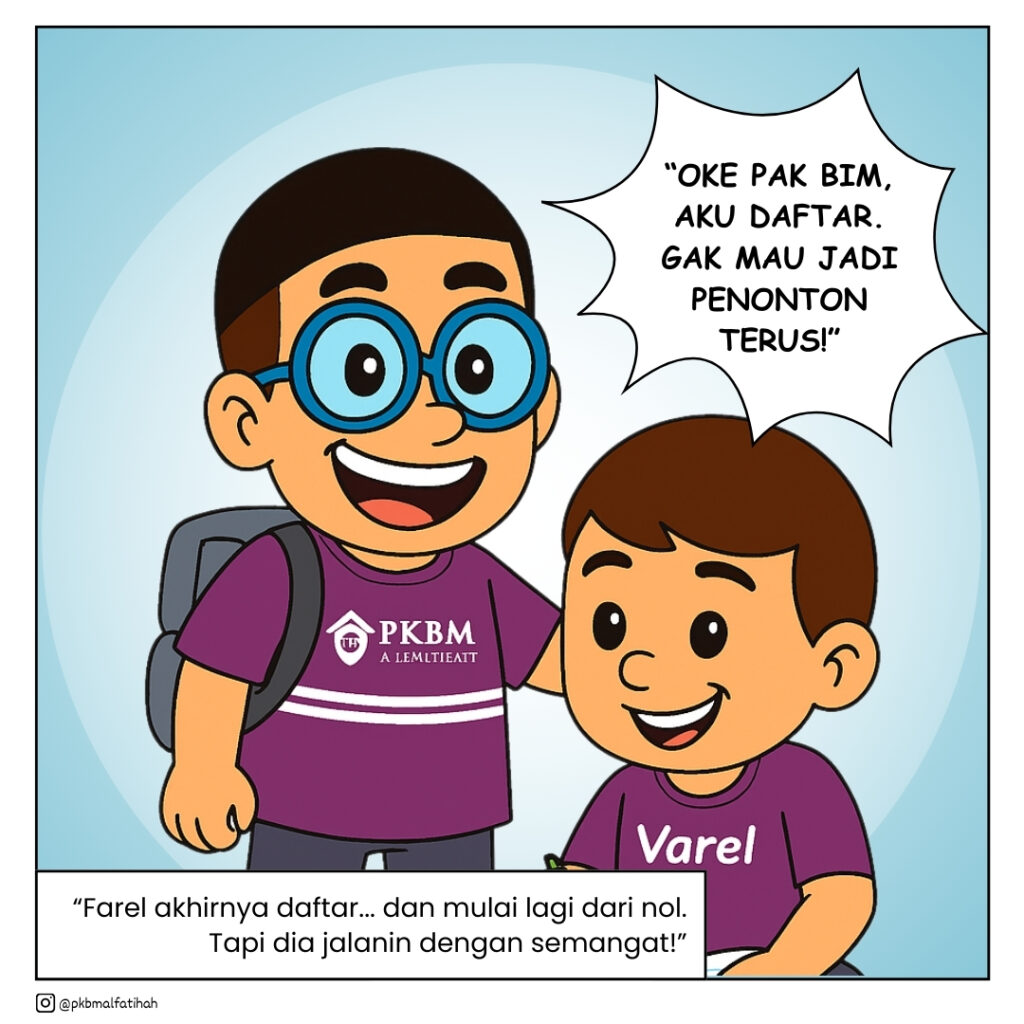 “OKE PAK BIM,
AKU DAFTAR.
GAK MAU JADI
PENONTON
TERUS!”
PKBM
A LEMLTIEATT
Varel
“Farel akhirnya daftar... dan mulai lagi dari nol.
Tapi dia jalanin dengan semangat!”
@pkbmalfatihah